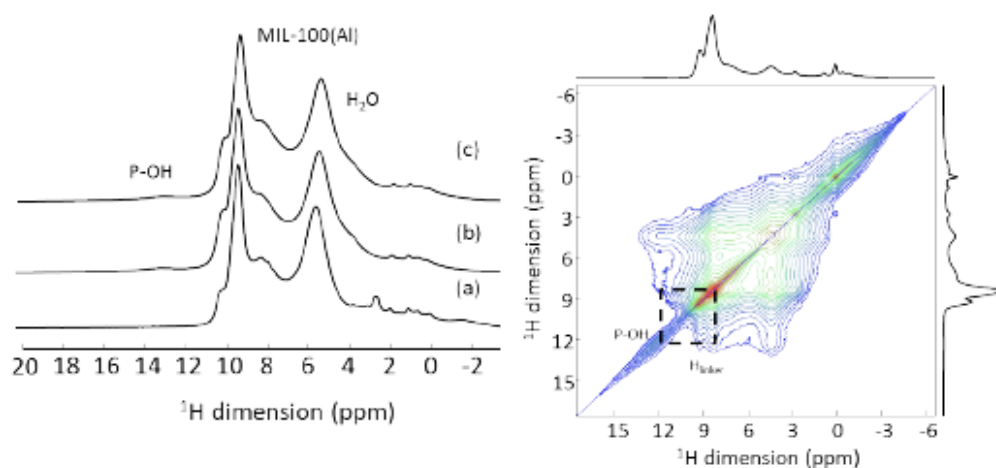 MIL-100(Al)
H₂O
P-OH
(c)
(b)
(a)
20 18 16 14 12 10 8 6 4 2 0 -2
¹H dimension (ppm)
-6
-3
0
3
6
9
12
15
P-OH
H linker
15 12 9 6 3 0 -3 -6
¹H dimension (ppm)
¹H dimension (ppm)